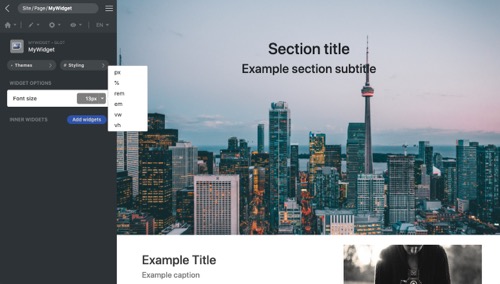 Site / Page / MyWidget
EN
MYWIDGET – SLOT
MyWidget
Themes
# Styling
WIDGET OPTIONS
Font size
13px
px
%
rem
em
vw
vh
INNER WIDGETS
Add widgets
Section title
Example section subtitle
Example Title
Example caption